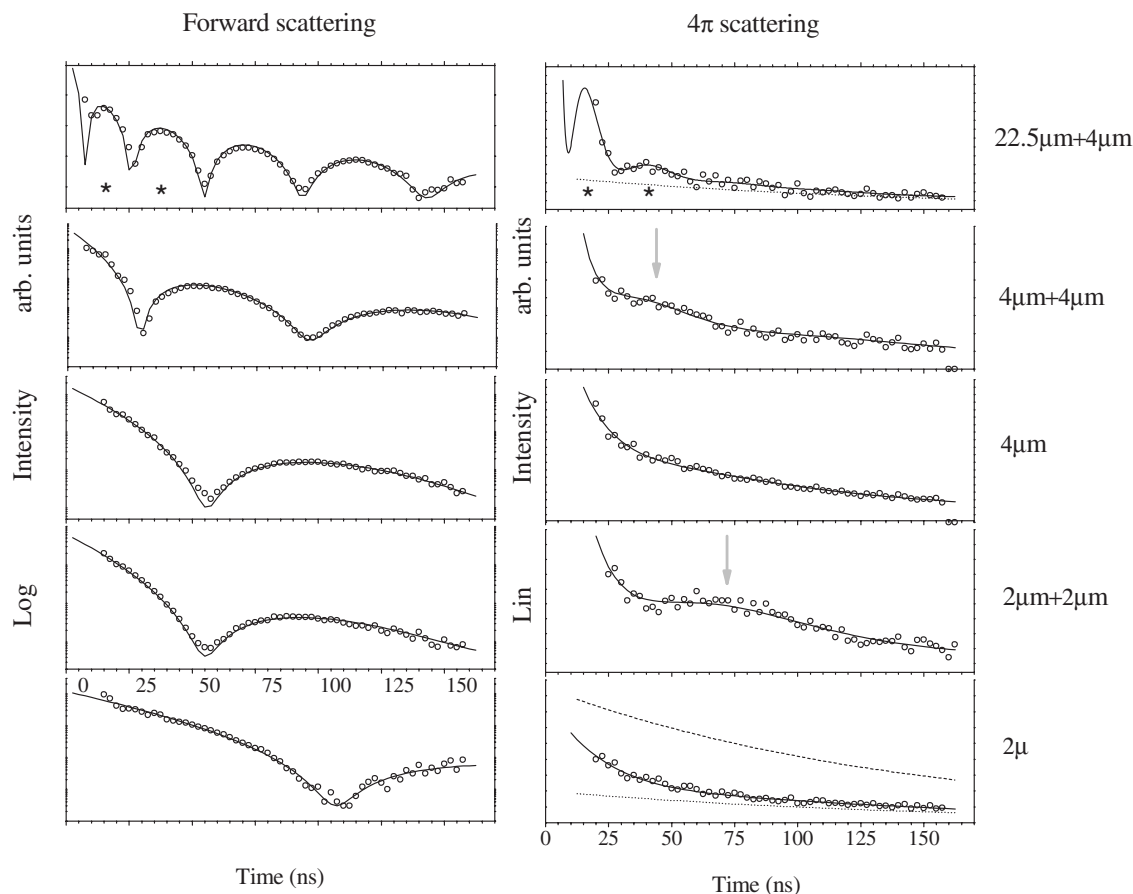 Forward scattering
4π scattering
* *
* *
22.5μm+4μm
4μm+4μm
4μm
2μm+2μm
2μ
Log Intensity arb. units
Lin Intensity arb. units
0 25 50 75 100 125 150
0 25 50 75 100 125 150
Time (ns)
Time (ns)